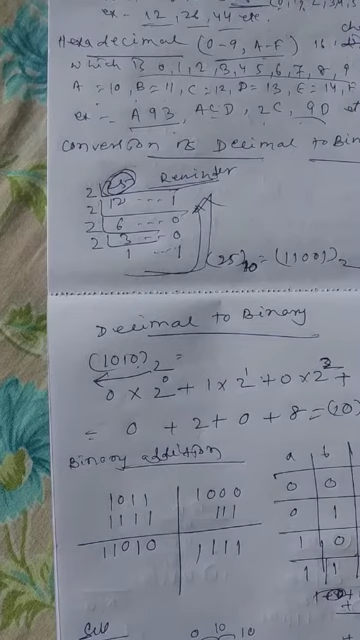 ex- 12, 26, 44 etc.
Hexadecimal (0-9, A-F) 16
which is 0, 1, 2, 3, 4, 5, 6, 7, 8, 9
A = 10, B = 11, C = 12, D = 13, E = 14, F
ex - A93, ACD, 2C, 9D
Conversion Decimal to Bin
2 25 Reminder
2 12 ... 1
2 6 ... 0
2 3 ... 0
1 ... 1
(25)10 = (11001)2
Decimal to Binary
(1010)2 =
0 x 2^0 + 1 x 2^1 + 0 x 2^2 +
= 0 + 2 + 0 + 8 = (10)
Binary addition
a b
1011 1000
0 0
1111 111
0 1
11010 1111
1 0
1 1
0 10 10